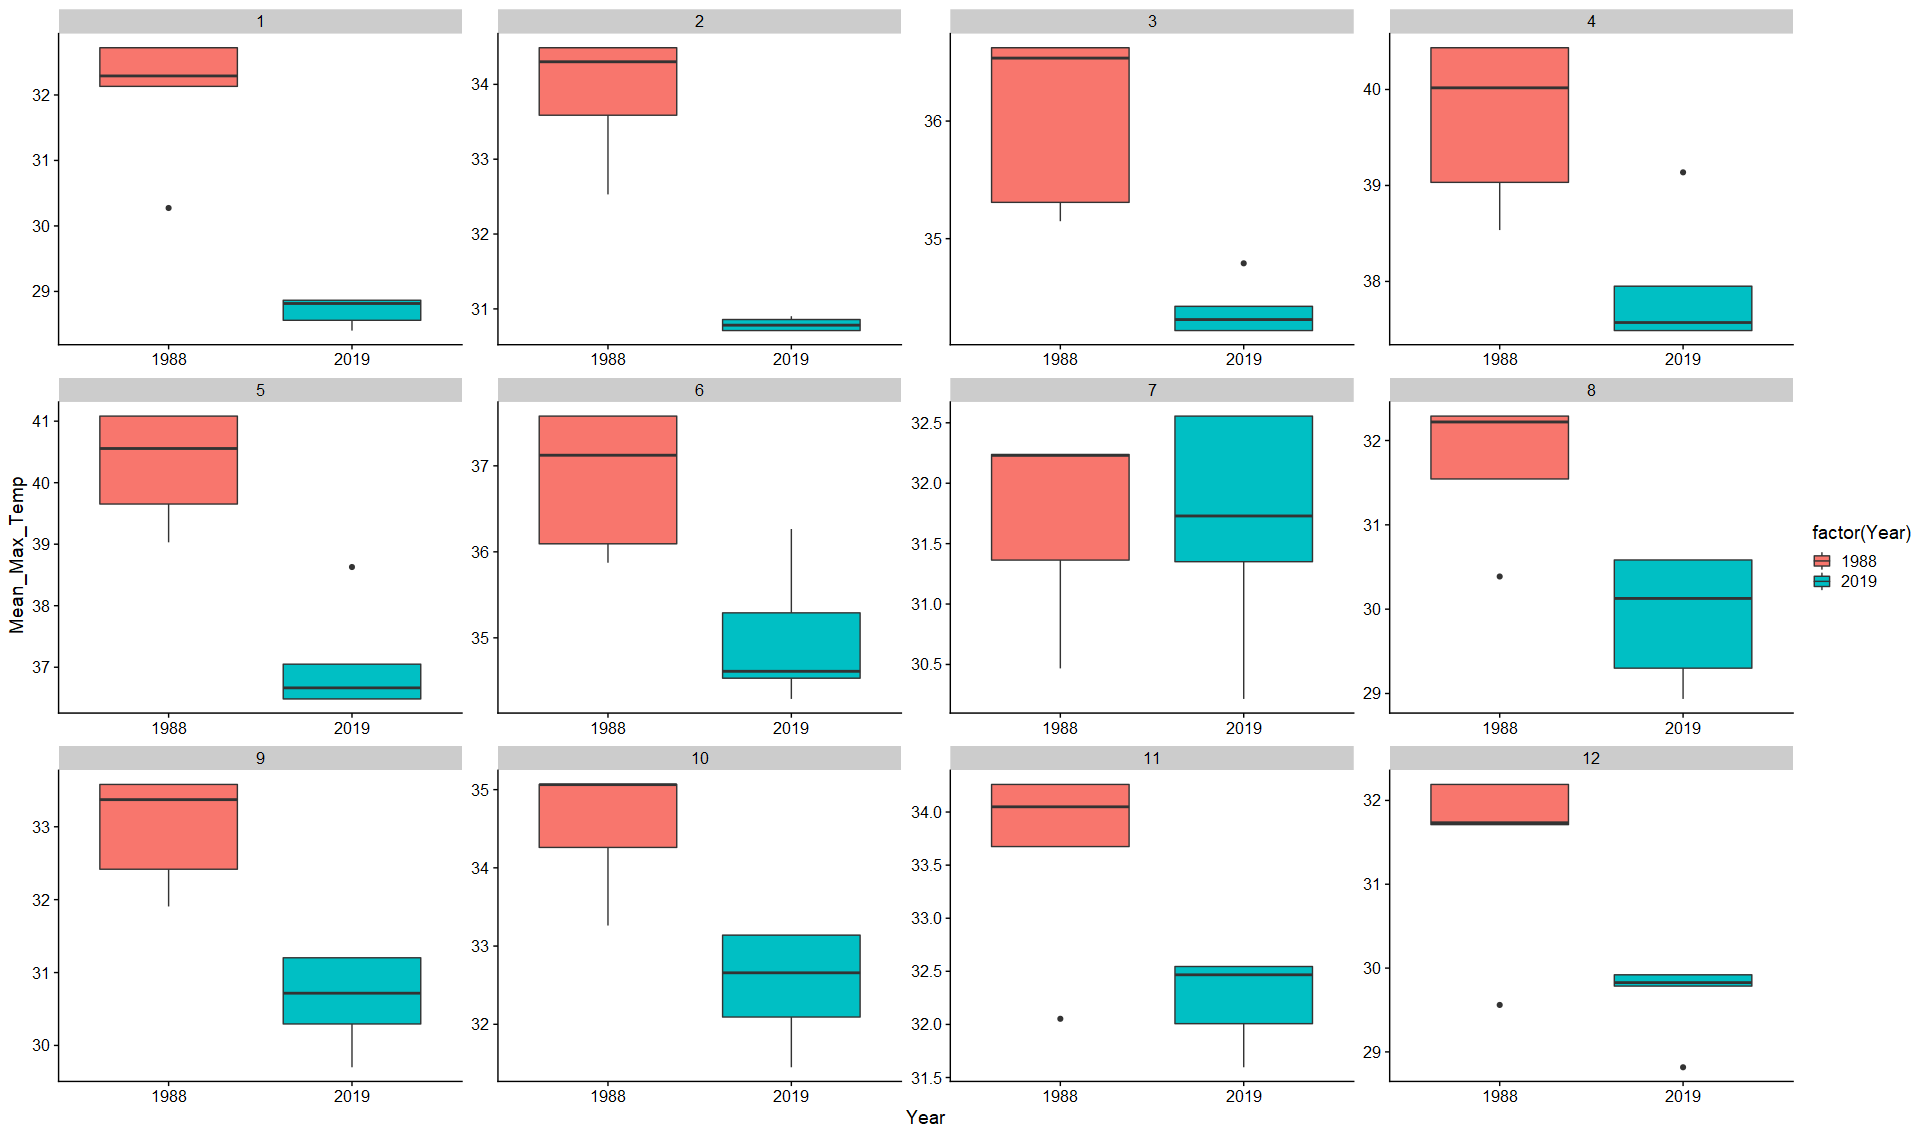 1 2 3 4
32 31 30 29
34 33 32 31
36 35
40 39 38
1988 2019 1988 2019 1988 2019 1988 2019
5 6 7 8
41 40 39 38 37
37 36 35
32.5 32.0 31.5 31.0 30.5
32 31 30 29
1988 2019 1988 2019 1988 2019 1988 2019
9 10 11 12
33 32 31 30
35 34 33 32
34.0 33.5 33.0 32.5 32.0 31.5
32 31 30 29
1988 2019 1988 2019 1988 2019 1988 2019
Year
Mean_Max_Temp
factor(Year)
1988
2019